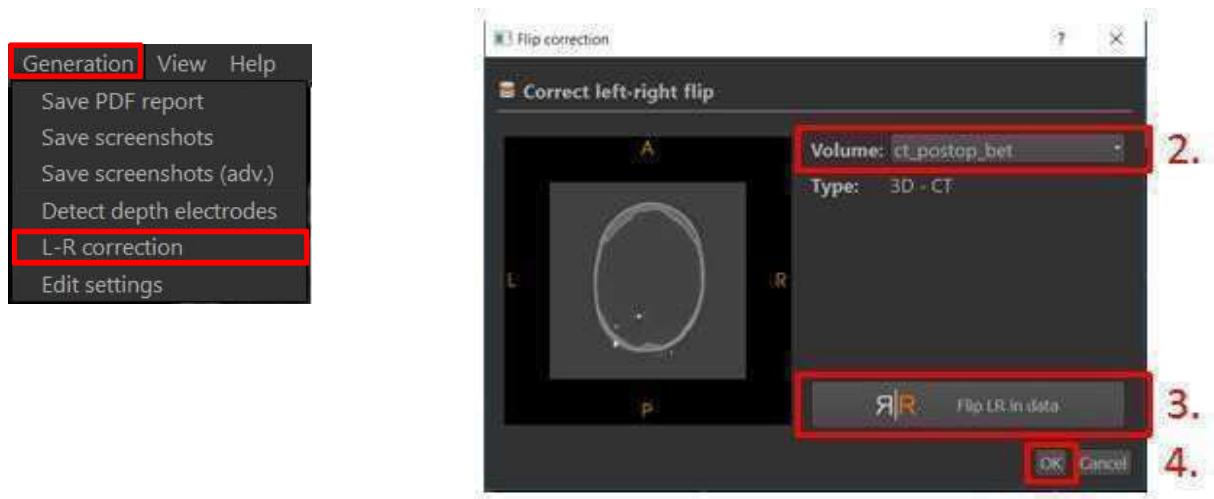 Generation View Help
Save PDF report
Save screenshots
Save screenshots (adv.)
Detect depth electrodes
L-R correction
Edit settings
Flip correction ? ×
Correct left-right flip
A
L
R
P
Volume: ct_postop_bet
2.
Type: 3D - CT
ЯR Flip LR in data
3.
OK Cancel
4.